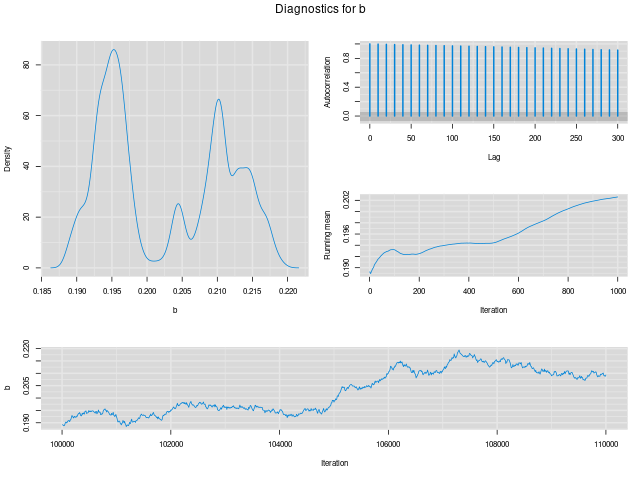 Diagnostics for b
Density
0 20 40 60 80
0.185 0.190 0.195 0.200 0.205 0.210 0.215 0.220
b
Autocorrelation
0.0 0.4 0.8
0 50 100 150 200 250 300
Lag
Running mean
0.190 0.196 0.202
0 200 400 600 800 1000
Iteration
b
0.190 0.205 0.220
100000 102000 104000 106000 108000 110000
Iteration